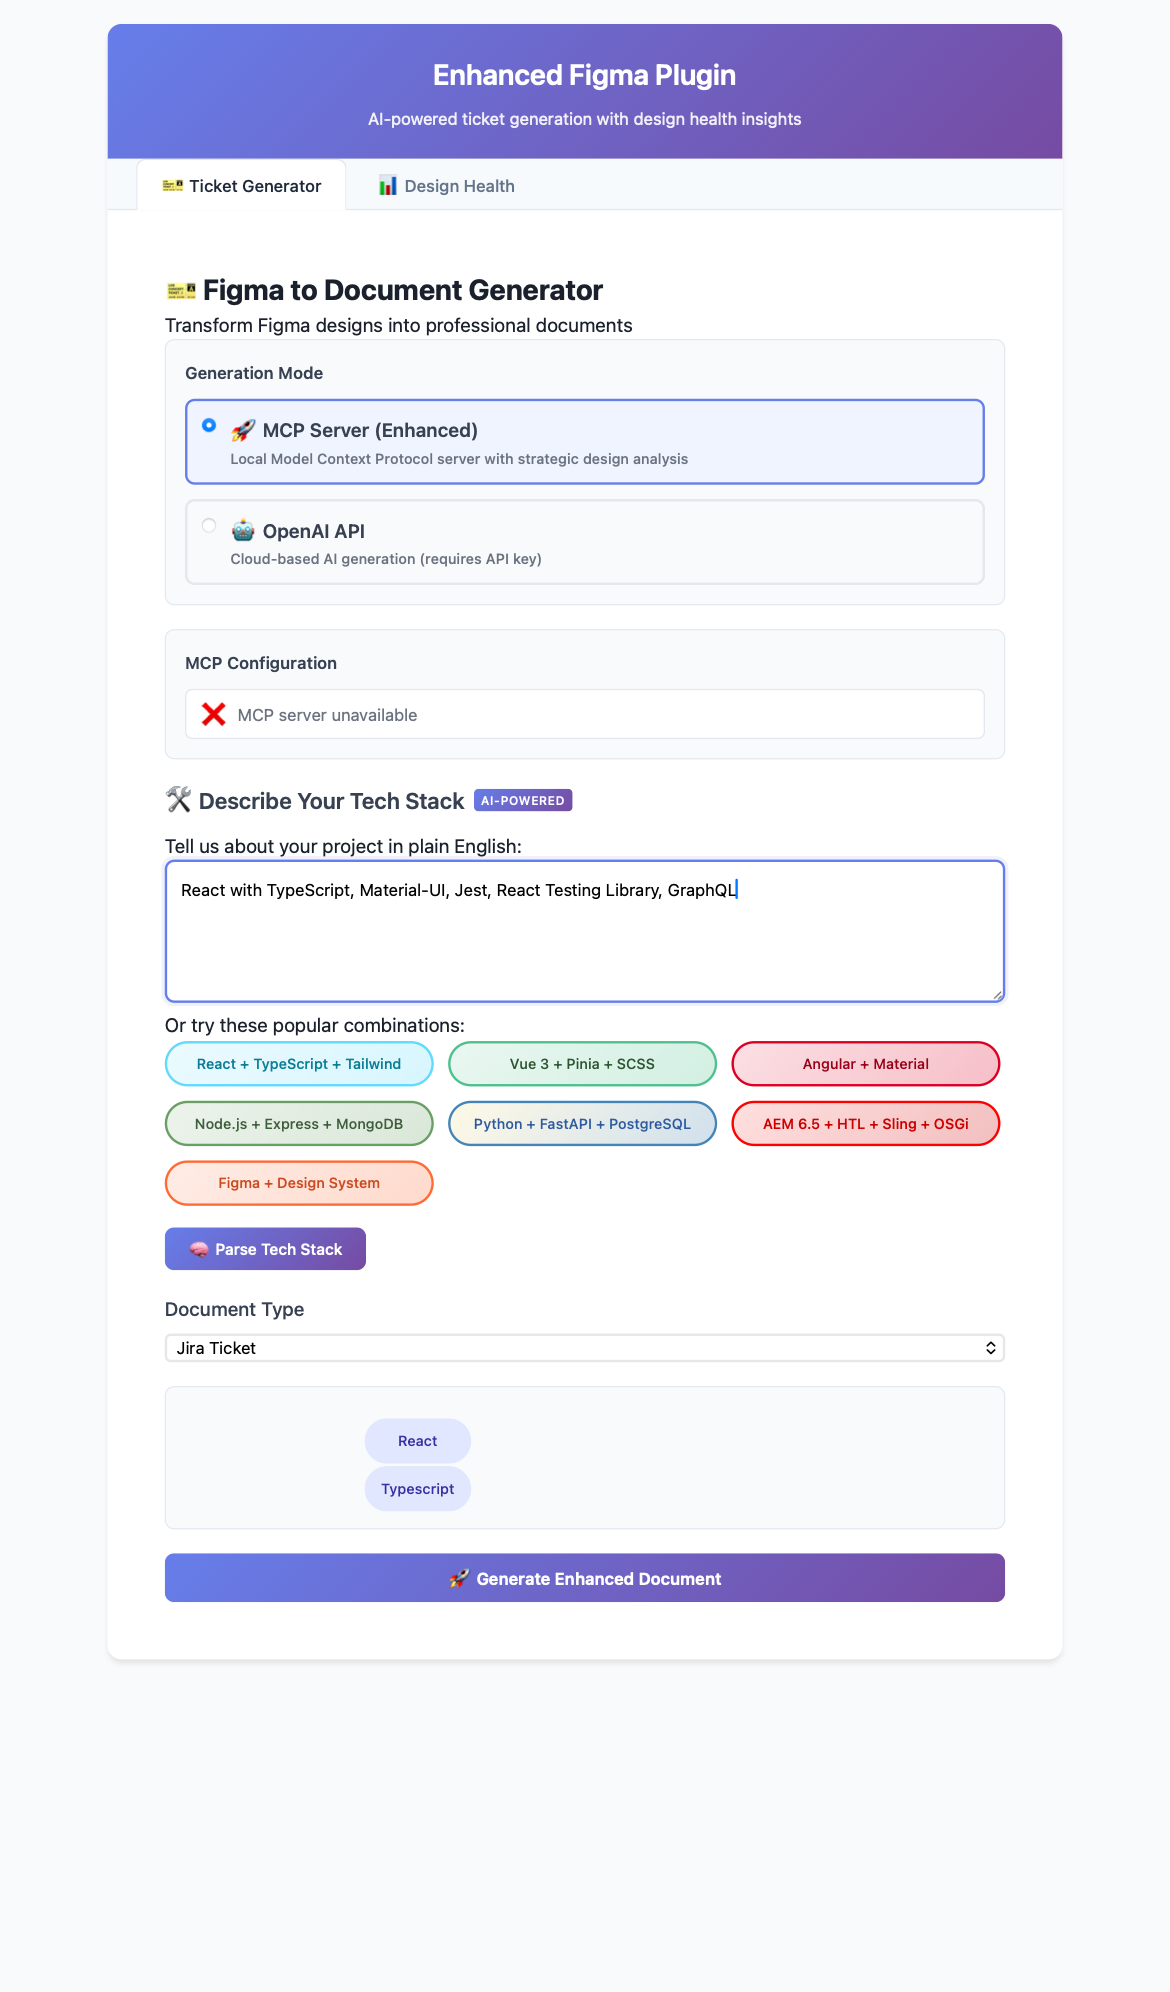 Enhanced Figma Plugin
AI-powered ticket generation with design health insights
Ticket Generator
Design Health
Figma to Document Generator
Transform Figma designs into professional documents
Generation Mode
MCP Server (Enhanced)
Local Model Context Protocol server with strategic design analysis
OpenAI API
Cloud-based AI generation (requires API key)
MCP Configuration
MCP server unavailable
Describe Your Tech Stack AI-POWERED
Tell us about your project in plain English:
React with TypeScript, Material-UI, Jest, React Testing Library, GraphQL
Or try these popular combinations:
React + TypeScript + Tailwind
Vue 3 + Pinia + SCSS
Angular + Material
Node.js + Express + MongoDB
Python + FastAPI + PostgreSQL
AEM 6.5 + HTL + Sling + OSGi
Figma + Design System
Parse Tech Stack
Document Type
Jira Ticket
React
Typescript
Generate Enhanced Document